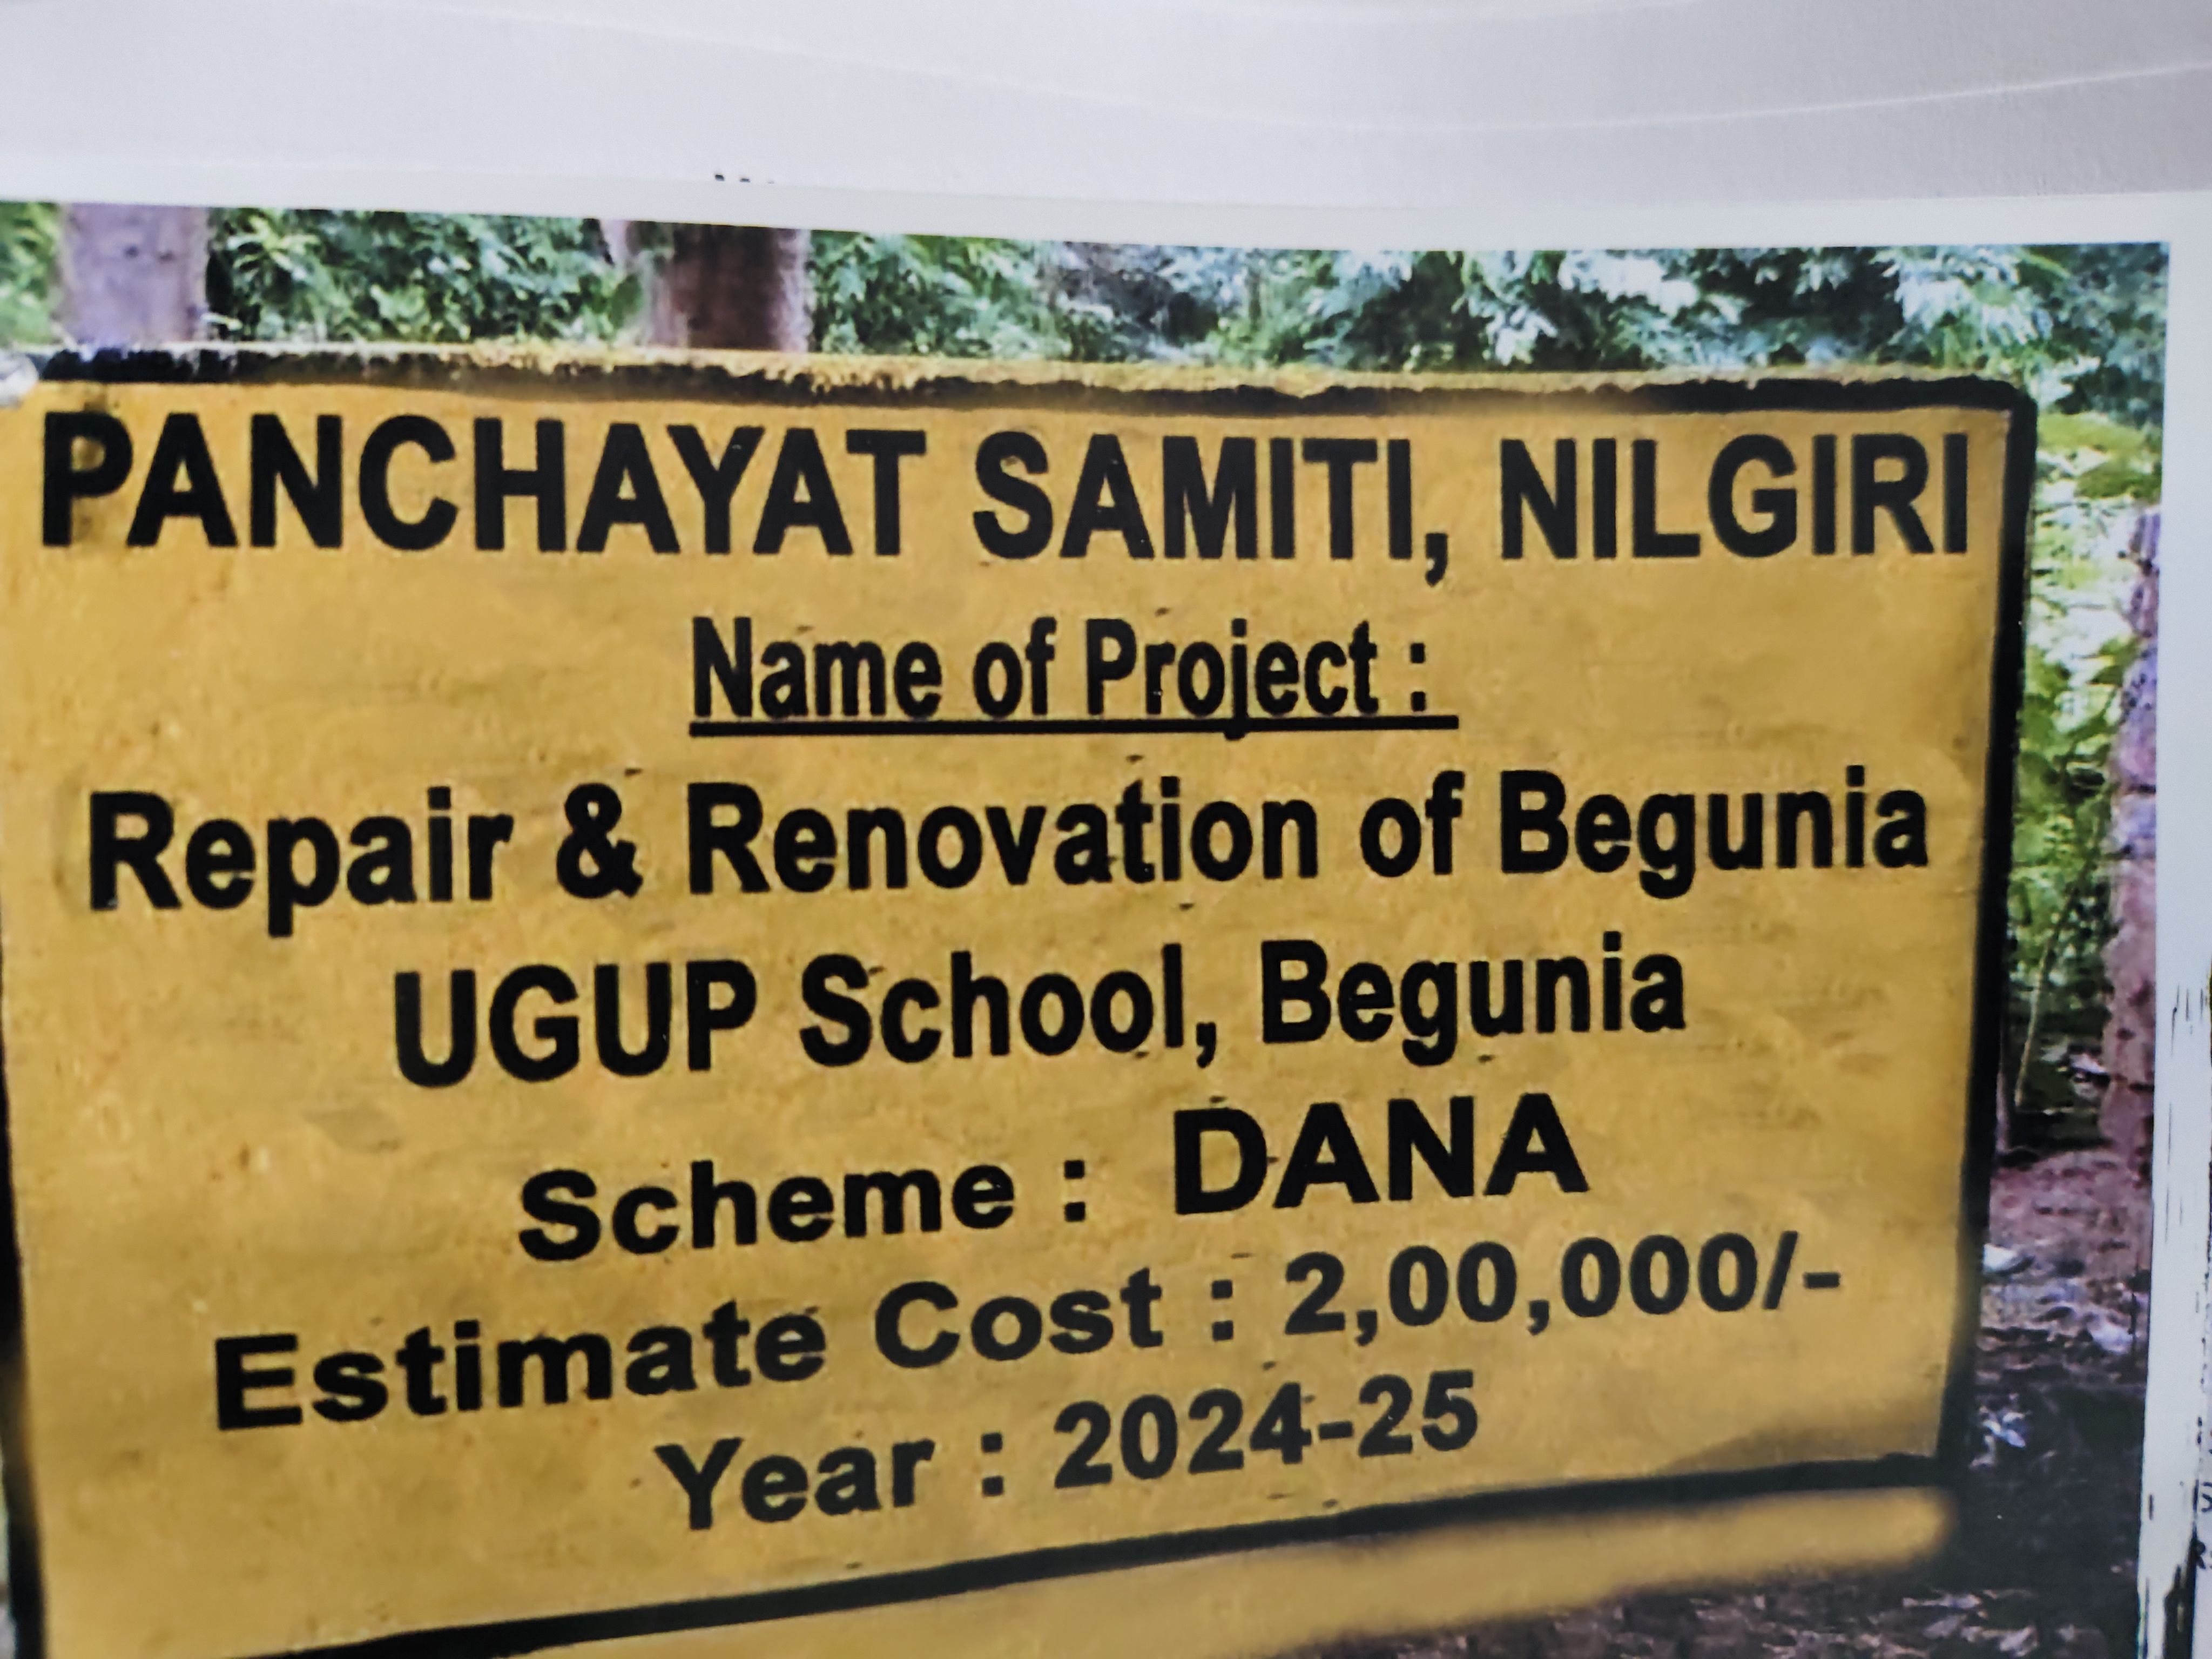 PANCHAYAT SAMITI, NILGIRI
Name of Project :
Repair & Renovation of Begunia
UGUP School, Begunia
Scheme : DANA
Estimate Cost : 2,00,000/-
Year : 2024-25